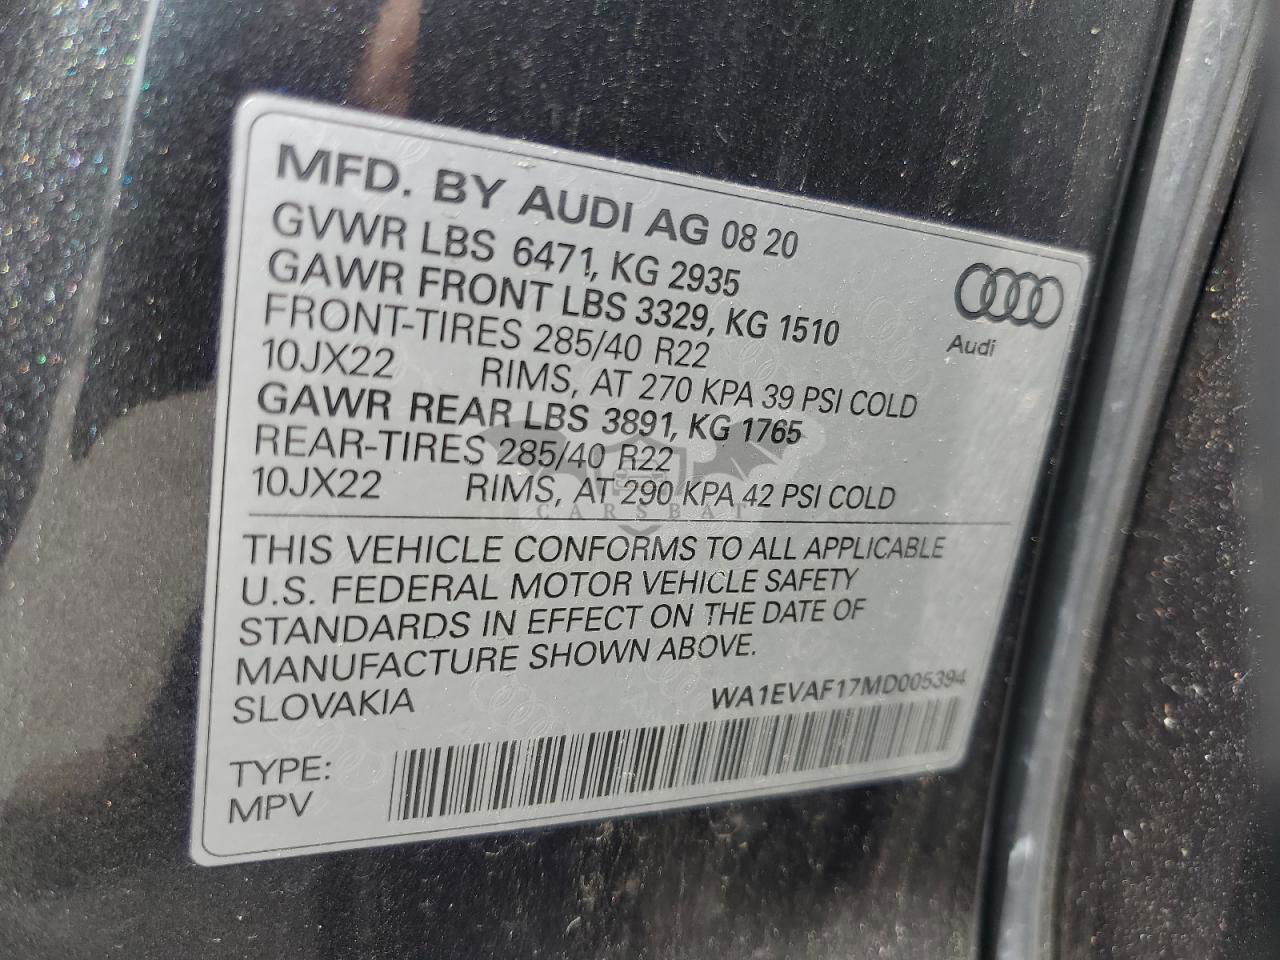 MFD. BY AUDI AG 08 20
GVWR LBS 6471, KG 2935
GAWR FRONT LBS 3329, KG 1510
FRONT-TIRES 285/40 R22
10JX22 RIMS, AT 270 KPA 39 PSI COLD
GAWR REAR LBS 3891, KG 1765
REAR-TIRES 285/40 R22
10JX22 RIMS, AT 290 KPA 42 PSI COLD
CARSBAT
THIS VEHICLE CONFORMS TO ALL APPLICABLE
U.S. FEDERAL MOTOR VEHICLE SAFETY
STANDARDS IN EFFECT ON THE DATE OF
MANUFACTURE SHOWN ABOVE.
SLOVAKIA WA1EVAF17MD005394
TYPE:
MPV
Audi